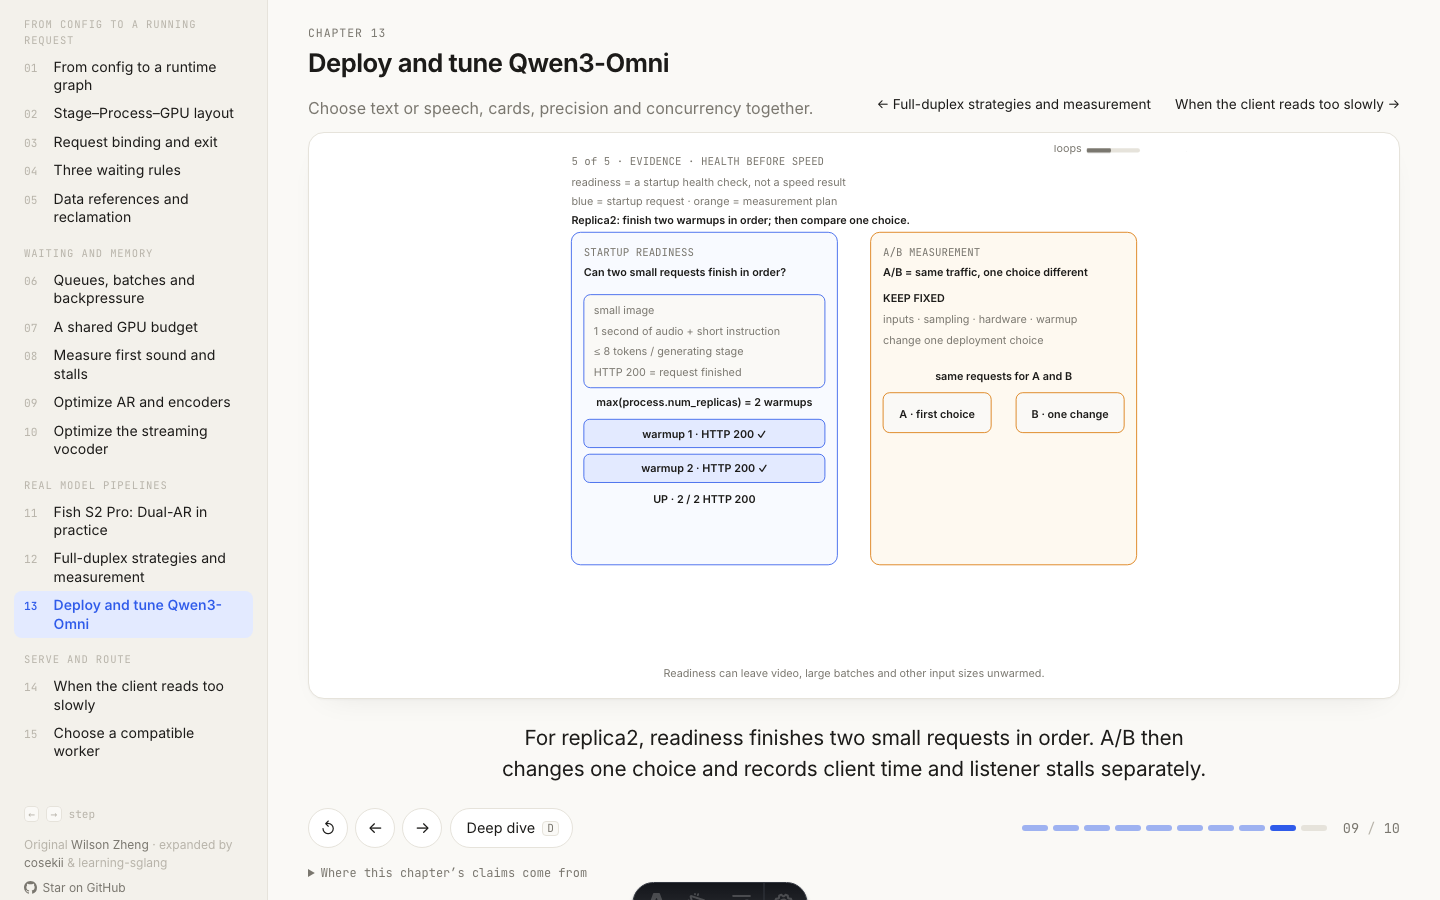 FROM CONFIG TO A RUNNING
REQUEST
01 From config to a runtime
graph
02 Stage–Process–GPU layout
03 Request binding and exit
04 Three waiting rules
05 Data references and
reclamation
WAITING AND MEMORY
06 Queues, batches and
backpressure
07 A shared GPU budget
08 Measure first sound and
stalls
09 Optimize AR and encoders
10 Optimize the streaming
vocoder
REAL MODEL PIPELINES
11 Fish S2 Pro: Dual-AR in
practice
12 Full-duplex strategies and
measurement
13 Deploy and tune Qwen3-
Omni
SERVE AND ROUTE
14 When the client reads too
slowly
15 Choose a compatible
worker
← → step
Original Wilson Zheng · expanded by
cosekii & learning-sglang
Star on GitHub
CHAPTER 13
Deploy and tune Qwen3-Omni
Choose text or speech, cards, precision and concurrency together.
← Full-duplex strategies and measurement
When the client reads too slowly →
loops
5 of 5 · EVIDENCE · HEALTH BEFORE SPEED
readiness = a startup health check, not a speed result
blue = startup request · orange = measurement plan
Replica2: finish two warmups in order; then compare one choice.
STARTUP READINESS
Can two small requests finish in order?
small image
1 second of audio + short instruction
≤ 8 tokens / generating stage
HTTP 200 = request finished
max(process.num_replicas) = 2 warmups
warmup 1 · HTTP 200 ✓
warmup 2 · HTTP 200 ✓
UP · 2 / 2 HTTP 200
A/B MEASUREMENT
A/B = same traffic, one choice different
KEEP FIXED
inputs · sampling · hardware · warmup
change one deployment choice
same requests for A and B
A · first choice
B · one change
Readiness can leave video, large batches and other input sizes unwarmed.
For replica2, readiness finishes two small requests in order. A/B then
changes one choice and records client time and listener stalls separately.
← → Deep dive D
09 / 10
▶ Where this chapter's claims come from